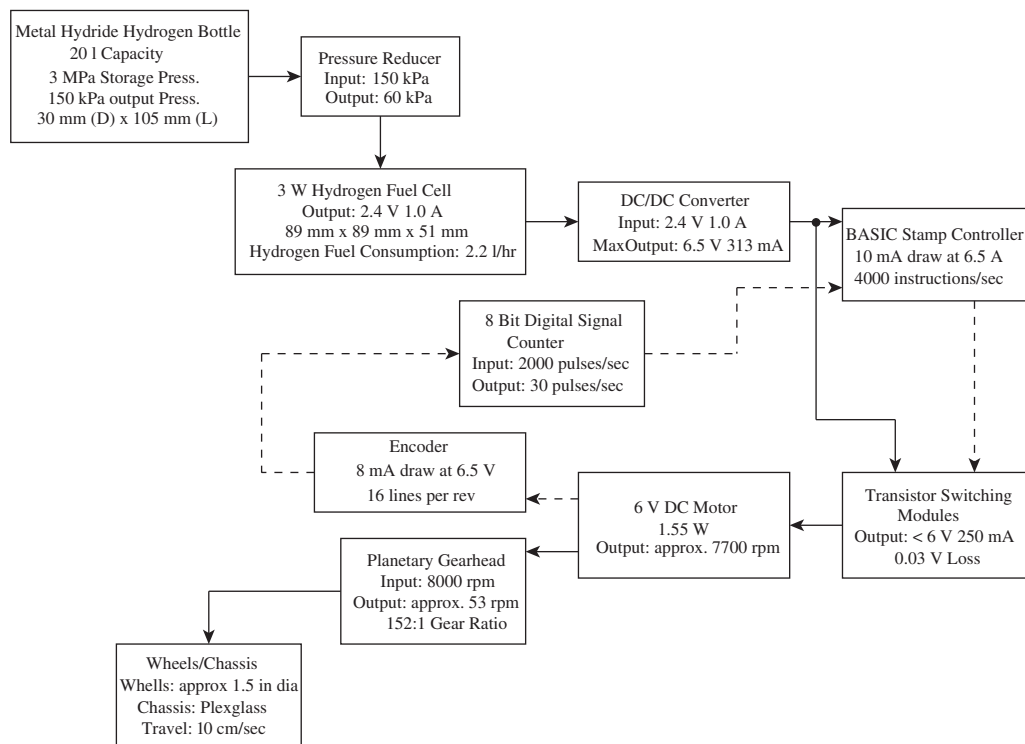 Metal Hydride Hydrogen Bottle
20 l Capacity
3 MPa Storage Press.
150 kPa output Press.
30 mm (D) x 105 mm (L)
Pressure Reducer
Input: 150 kPa
Output: 60 kPa
3 W Hydrogen Fuel Cell
Output: 2.4 V 1.0 A
89 mm x 89 mm x 51 mm
Hydrogen Fuel Consumption: 2.2 l/hr
DC/DC Converter
Input: 2.4 V 1.0 A
MaxOutput: 6.5 V 313 mA
BASIC Stamp Controller
10 mA draw at 6.5 A
4000 instructions/sec
8 Bit Digital Signal
Counter
Input: 2000 pulses/sec
Output: 30 pulses/sec
Encoder
8 mA draw at 6.5 V
16 lines per rev
6 V DC Motor
1.55 W
Output: approx. 7700 rpm
Transistor Switching
Modules
Output: < 6 V 250 mA
0.03 V Loss
Planetary Gearhead
Input: 8000 rpm
Output: approx. 53 rpm
152:1 Gear Ratio
Wheels/Chassis
Whells: approx 1.5 in dia
Chassis: Plexglass
Travel: 10 cm/sec